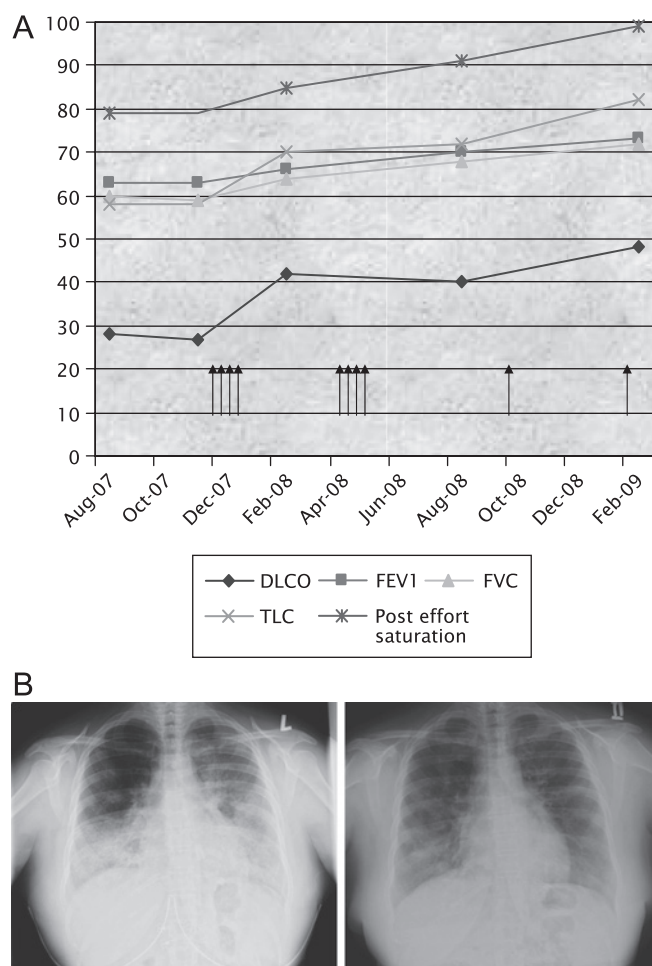 A
100
90
80
70
60
50
40
30
20
10
0
Aug-07
Oct-07
Dec-07
Feb-08
Apr-08
Jun-08
Aug-08
Oct-08
Dec-08
Feb-09
DLCO FEV1 FVC
TLC Post effort
saturation
B
L